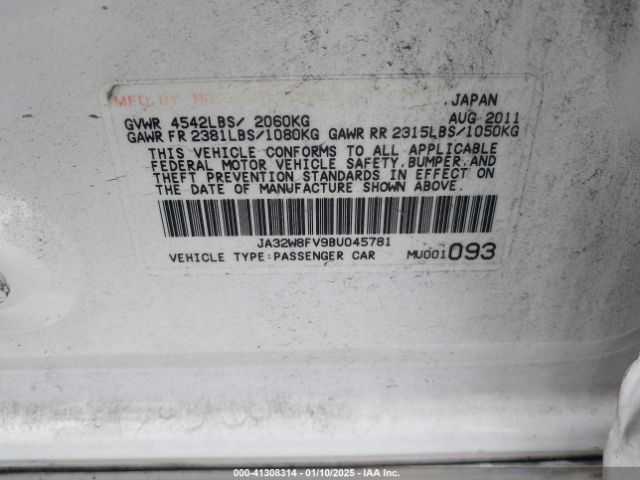 MFD BY
JAPAN
GVWR 4542LBS/ 2060KG AUG 2011
GAWR FR 2381LBS/1080KG GAWR RR 2315LBS/1050KG
THIS VEHICLE CONFORMS TO ALL APPLICABLE
FEDERAL MOTOR VEHICLE SAFETY, BUMPER, AND
THEFT PREVENTION STANDARDS IN EFFECT ON
THE DATE OF MANUFACTURE SHOWN ABOVE.
JA32W8FV9BU045781
VEHICLE TYPE:PASSENGER CAR MU001093
000-41308314 - 01/10/2025 - IAA Inc.